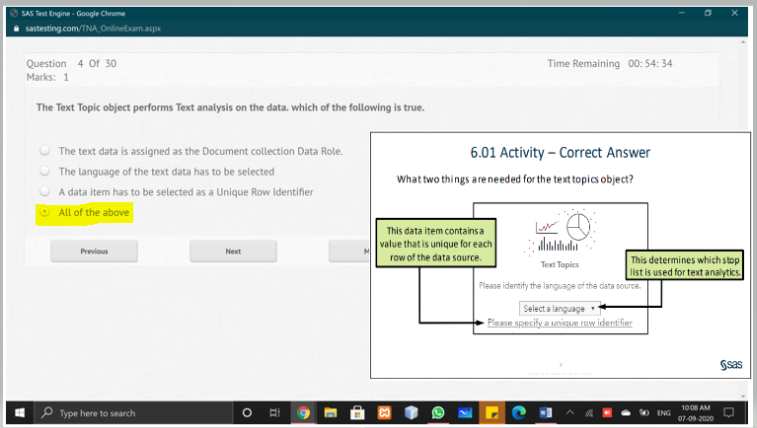 SAS Test Engine - Google Chrome
sastesting.com/TNA_OnlineExam.aspx
Question 4 Of 30
Time Remaining 00: 54: 34
Marks: 1
The Text Topic object performs Text analysis on the data. which of the following is true.
The text data is assigned as the Document collection Data Role.
The language of the text data has to be selected
A data item has to be selected as a Unique Row Identifier
All of the above
Previous
Next
M
6.01 Activity – Correct Answer
What two things are needed for the text topics object?
This data item contains a
value that is unique for each
row of the data source.
Text Topics
This determines which stop
list is used for text analytics.
Please identify the language of the data source.
Select a language
Please specify a unique row identifier
sas
Type here to search
ENG
10:08 AM
07-09-2020